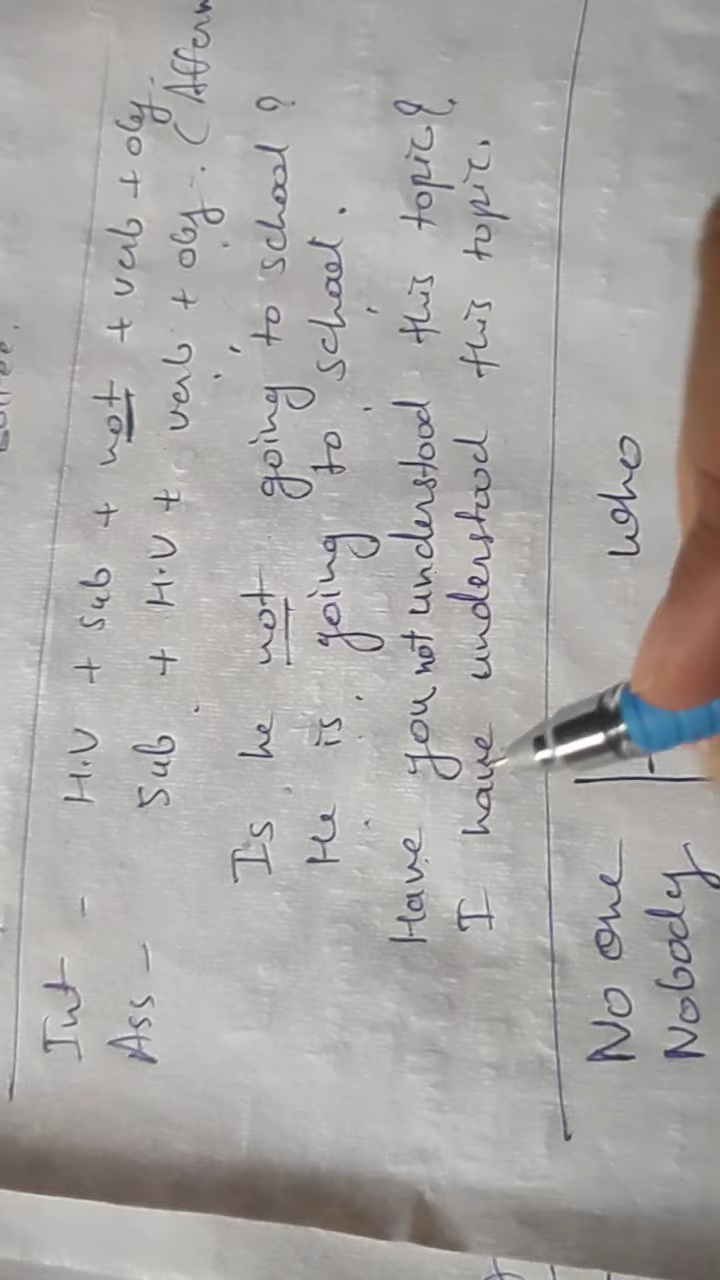 Int - H.V + Sub + not + verb + obj.
Ass - Sub + H.V + verb + obj. (Affirm
Is he not going to school?
He is going to school.
Have you not understood this topic?
I have understood this topic.
No one who
Nobody